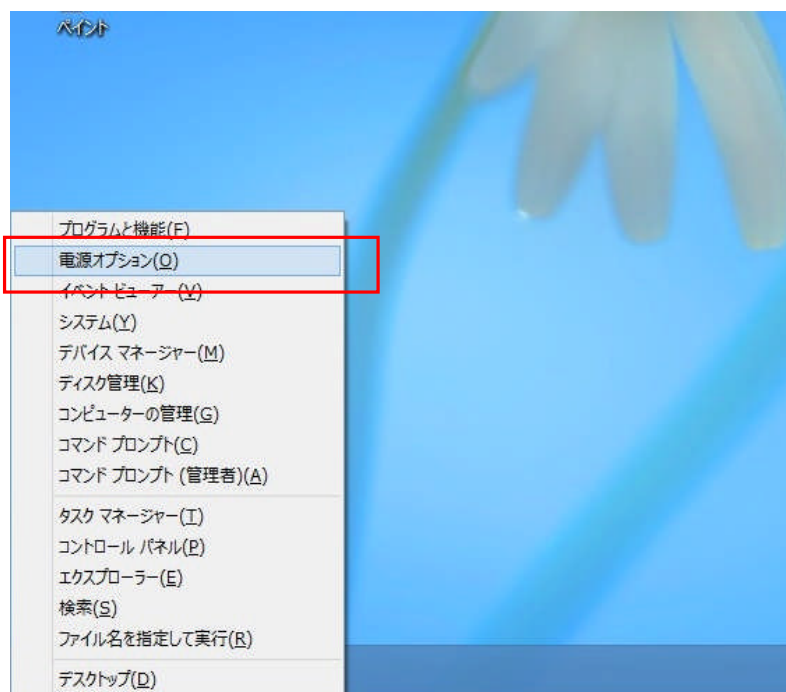 ペイント
プログラムと機能(F)
電源オプション(O)
イベント ビューアー(V)
システム(Y)
デバイス マネージャー(M)
ディスク管理(K)
コンピューターの管理(G)
コマンド プロンプト(C)
コマンド プロンプト (管理者)(A)
タスク マネージャー(T)
コントロール パネル(P)
エクスプローラー(E)
検索(S)
ファイル名を指定して実行(R)
デスクトップ(D)